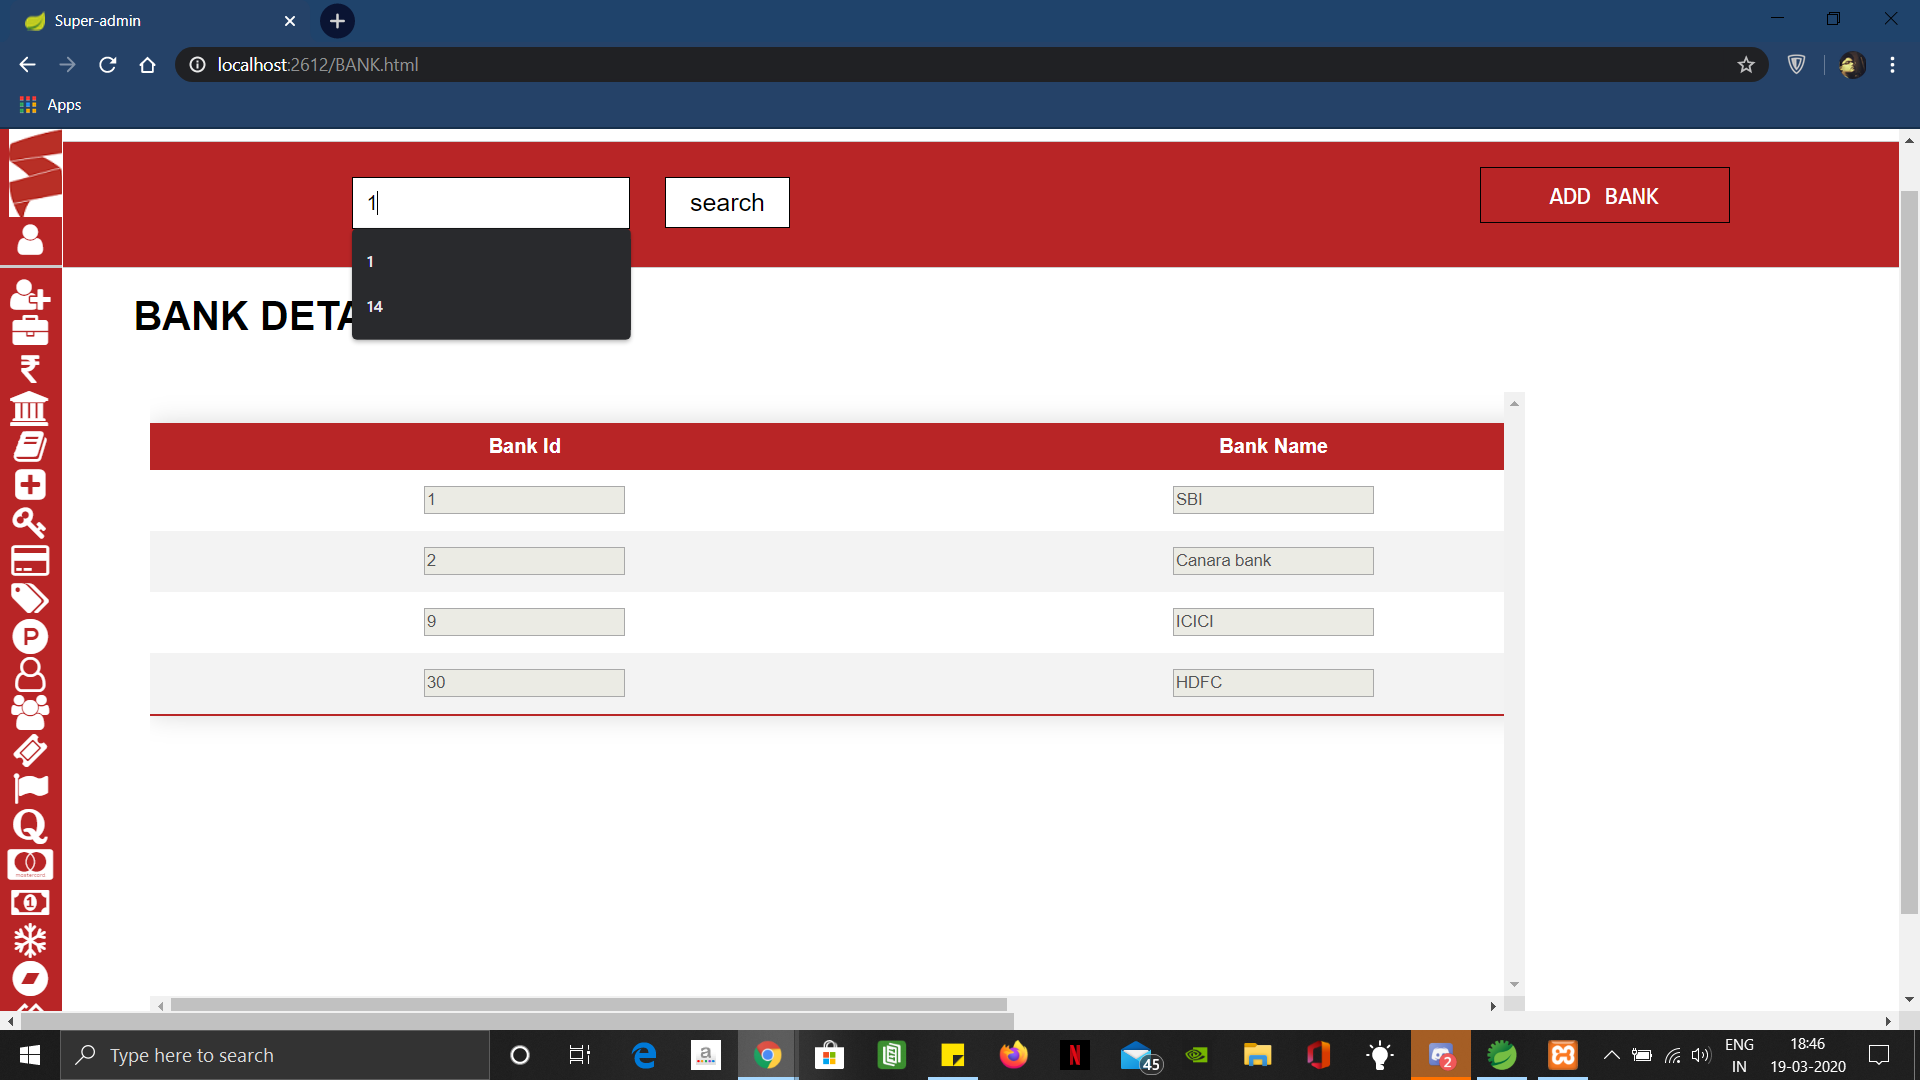 Super-admin
localhost:2612/BANK.html
Apps
1
search
ADD BANK
1
14
BANK DETA
Bank Id
Bank Name
1
SBI
2
Canara bank
9
ICICI
30
HDFC
P
Q
mastercard
1
Type here to search
a
N
45
2
ENG
IN
18:46
19-03-2020